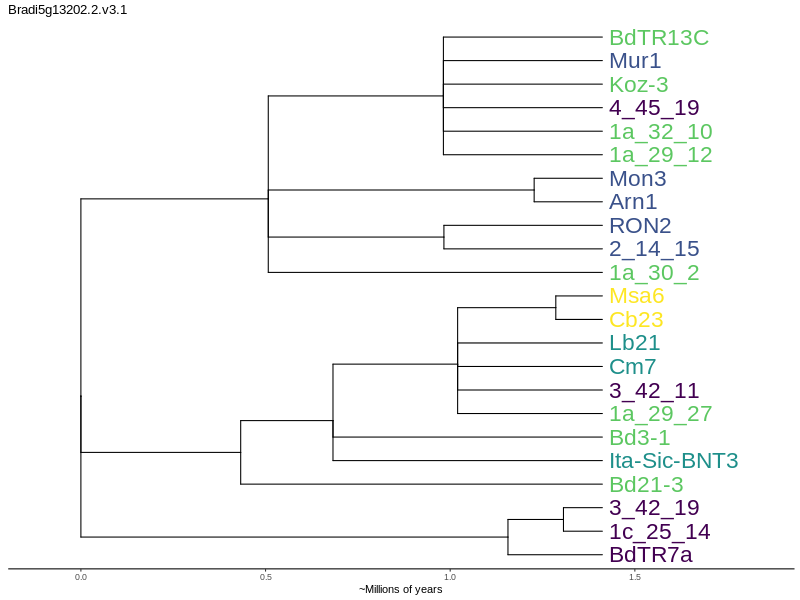 Bradi5g13202.2.v3.1
BdTR13C
Mur1
Koz-3
4_45_19
1a_32_10
1a_29_12
Mon3
Arn1
RON2
2_14_15
1a_30_2
Msa6
Cb23
Lb21
Cm7
3_42_11
1a_29_27
Bd3-1
Ita-Sic-BNT3
Bd21-3
3_42_19
1c_25_14
BdTR7a
0.0 0.5 1.0 1.5
~Millions of years